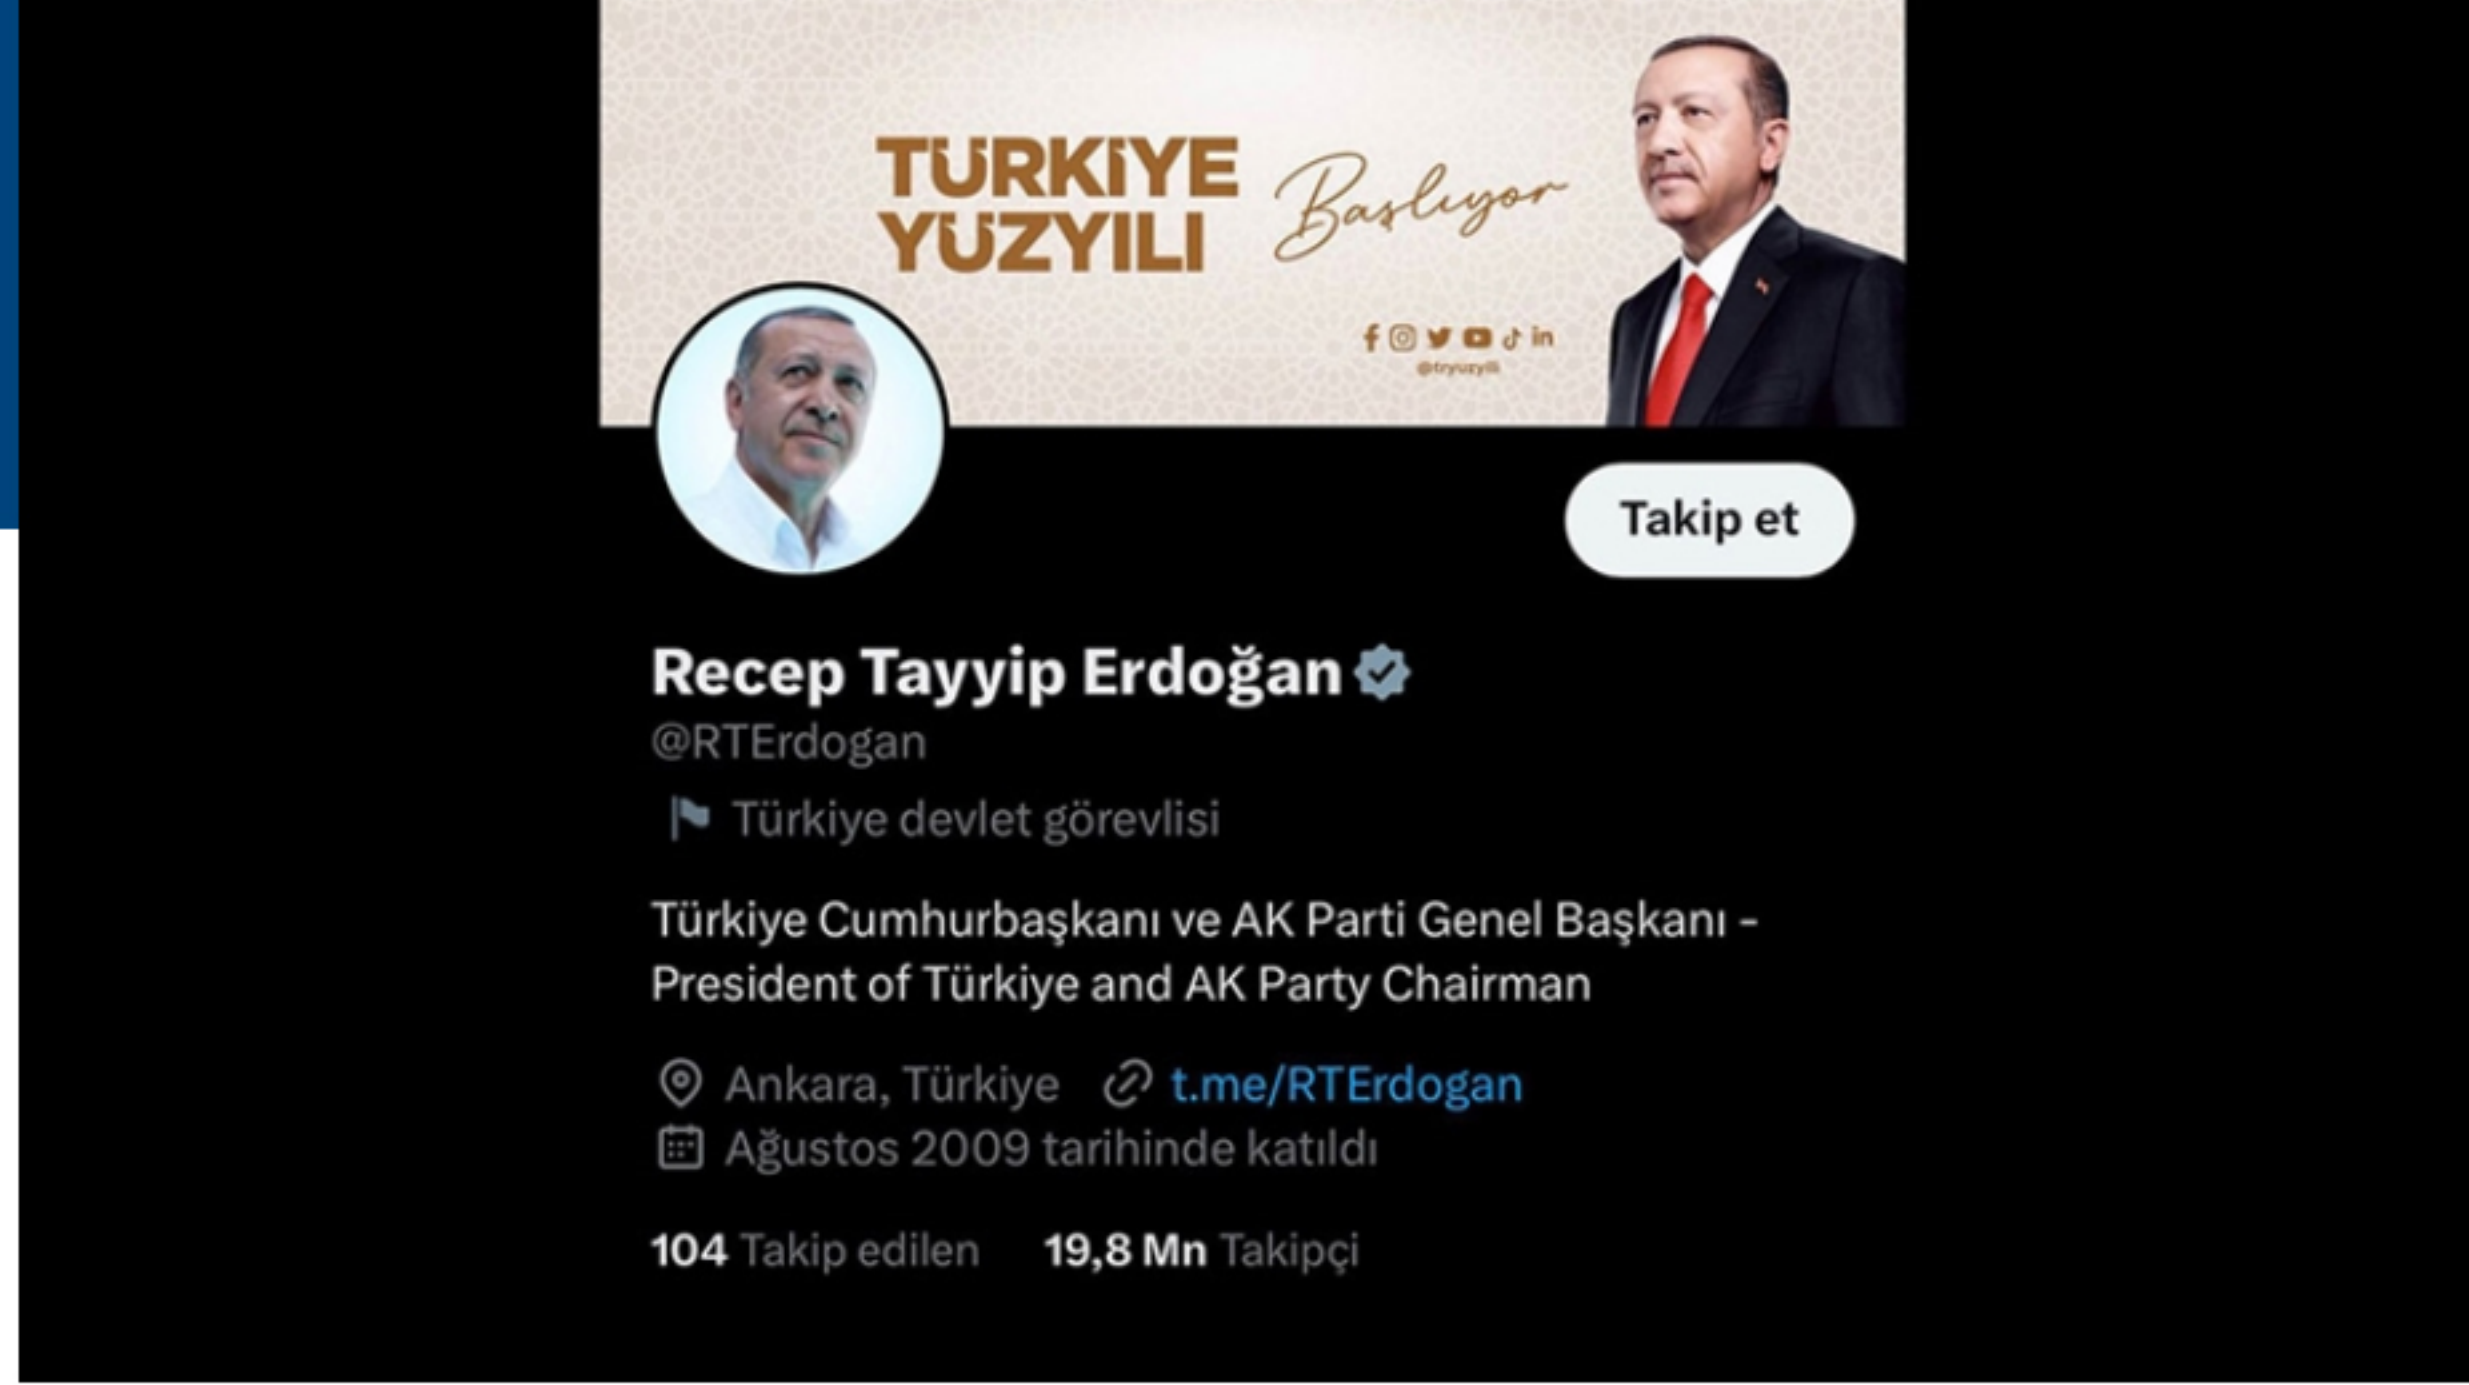 TÜRKİYE
YÜZYILI
Başlıyor
@tryuzyili
Takip et
Recep Tayyip Erdoğan
@RTErdogan
Türkiye devlet görevlisi
Türkiye Cumhurbaşkanı ve AK Parti Genel Başkanı -
President of Türkiye and AK Party Chairman
Ankara, Türkiye t.me/RTErdogan
Ağustos 2009 tarihinde katıldı
104 Takip edilen 19,8 Mn Takipçi